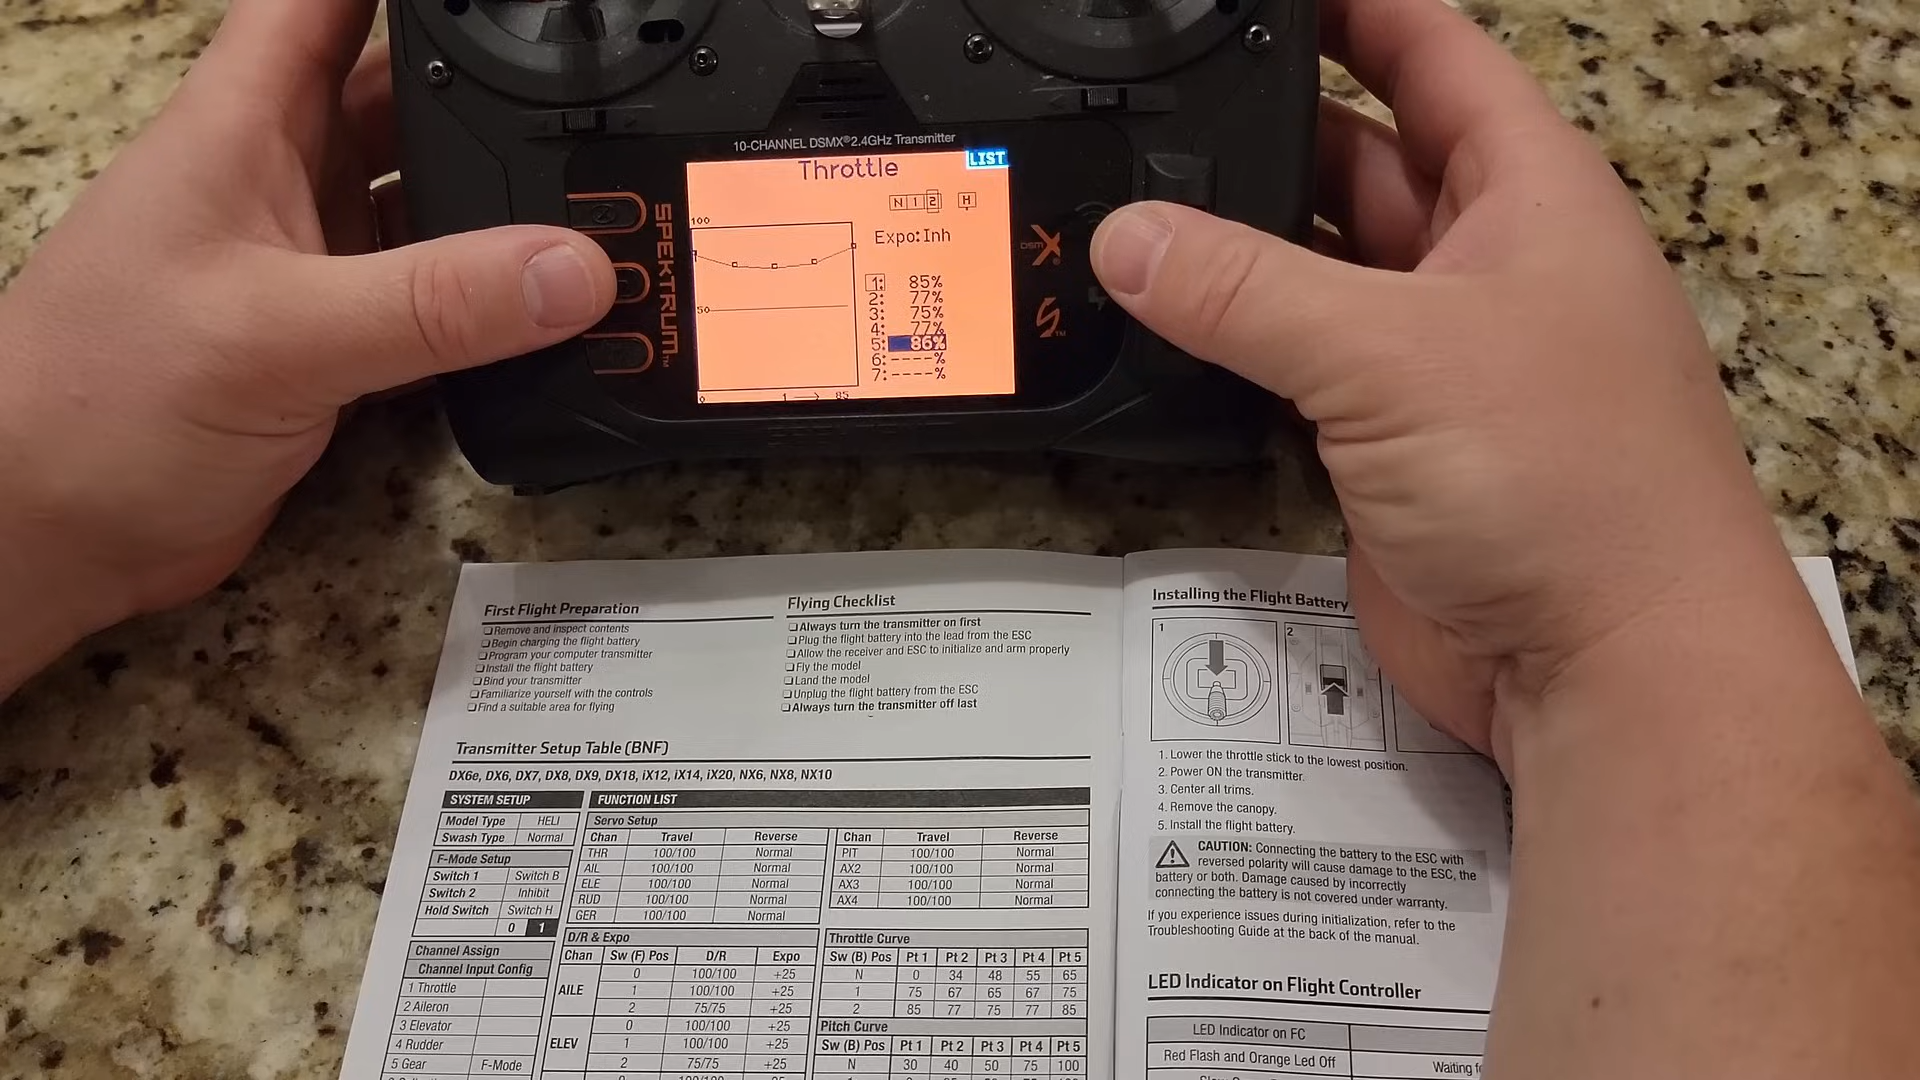 10-CHANNEL DSMX® 2.4GHz Transmitter
SPEKTRUM™
Throttle
LIST
N 1 2 H
Expo:Inh
100
50
0
1
85
1: 85%
2: 77%
3: 75%
4: 77%
5: 86%
6: ----%
7: ----%
DSMX
First Flight Preparation
Remove and inspect contents
Begin charging the flight battery
Program your computer transmitter
Install the flight battery
Bind your transmitter
Familiarize yourself with the controls
Find a suitable area for flying
Flying Checklist
Always turn the transmitter on first
Plug the flight battery into the lead from the ESC
Allow the receiver and ESC to initialize and arm properly
Fly the model
Land the model
Unplug the flight battery from the ESC
Always turn the transmitter off last
Transmitter Setup Table (BNF)
DX6e, DX6, DX7, DX8, DX9, DX18, iX12, iX14, iX20, NX6, NX8, NX10
SYSTEM SETUP
Model Type HELI
Swash Type Normal
F-Mode Setup
Switch 1 Switch B
Switch 2 Inhibit
Hold Switch Switch H
0 1
Channel Assign
Channel Input Config
1 Throttle
2 Aileron
3 Elevator
4 Rudder
5 Gear F-Mode
FUNCTION LIST
Servo Setup
Chan Travel Reverse
THR 100/100 Normal
AIL 100/100 Normal
ELE 100/100 Normal
RUD 100/100 Normal
GER 100/100 Normal
Chan Travel Reverse
PIT 100/100 Normal
AX2 100/100 Normal
AX3 100/100 Normal
AX4 100/100 Normal
D/R & Expo
Chan Sw (F) Pos D/R Expo
AILE
0 100/100 +25
1 100/100 +25
2 75/75 +25
ELEV
0 100/100 +25
1 100/100 +25
2 75/75 +25
Throttle Curve
Sw (B) Pos Pt 1 Pt 2 Pt 3 Pt 4 Pt 5
N 0 34 48 55 65
1 75 67 65 67 75
2 85 77 75 77 85
Pitch Curve
Sw (B) Pos Pt 1 Pt 2 Pt 3 Pt 4 Pt 5
N 30 40 50 75 100
Installing the Flight Battery
1
2
1. Lower the throttle stick to the lowest position.
2. Power ON the transmitter.
3. Center all trims.
4. Remove the canopy.
5. Install the flight battery.
CAUTION: Connecting the battery to the ESC with
reversed polarity will cause damage to the ESC, the
battery or both. Damage caused by incorrectly
connecting the battery is not covered under warranty.
If you experience issues during initialization, refer to the
Troubleshooting Guide at the back of the manual.
LED Indicator on Flight Controller
LED Indicator on FC
Red Flash and Orange Led Off
Waiting